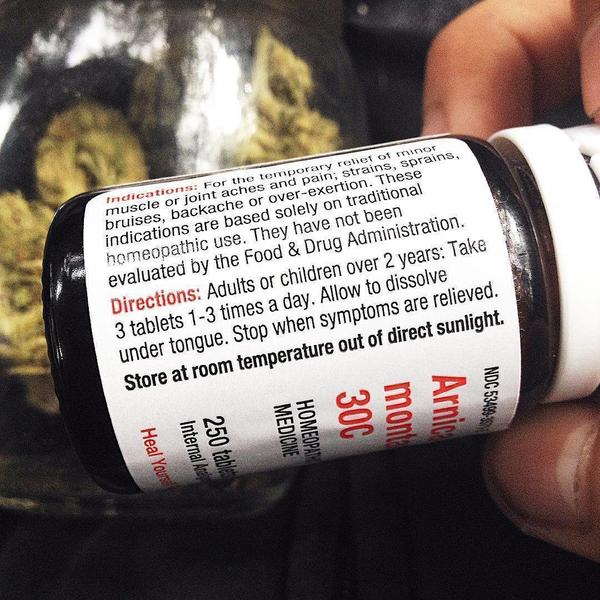 Indications: For the temporary relief of minor
muscle or joint aches and pain; strains, sprains,
bruises, backache or over-exertion. These
indications are based solely on traditional
homeopathic use. They have not been
evaluated by the Food & Drug Administration.
Directions: Adults or children over 2 years: Take
3 tablets 1-3 times a day. Allow to dissolve
under tongue. Stop when symptoms are relieved.
Store at room temperature out of direct sunlight.
NDC
30C
MEDICINE
250
Internal
Heal